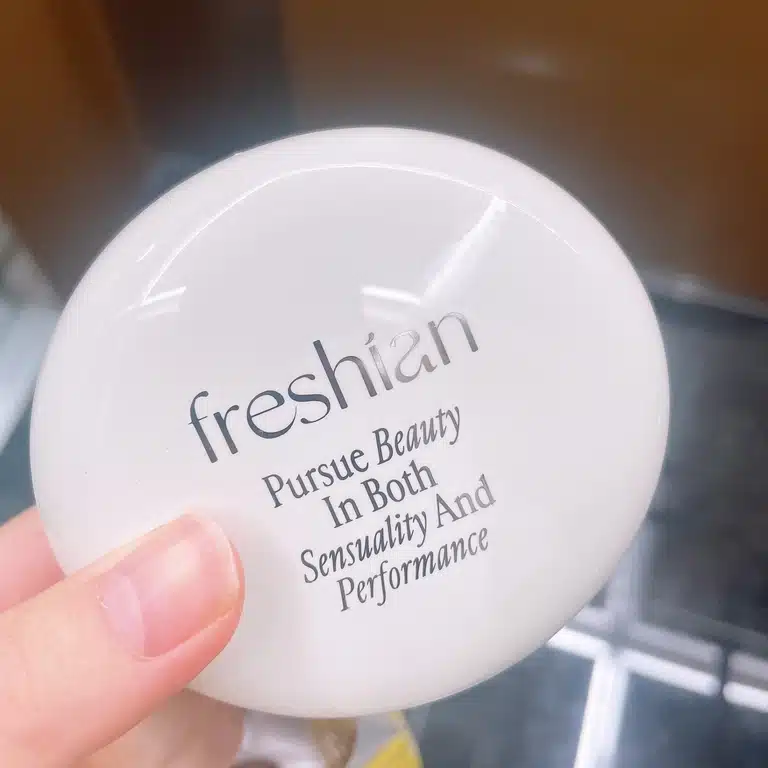 freshian
Pursue Beauty
In Both
Sensuality And
Performance